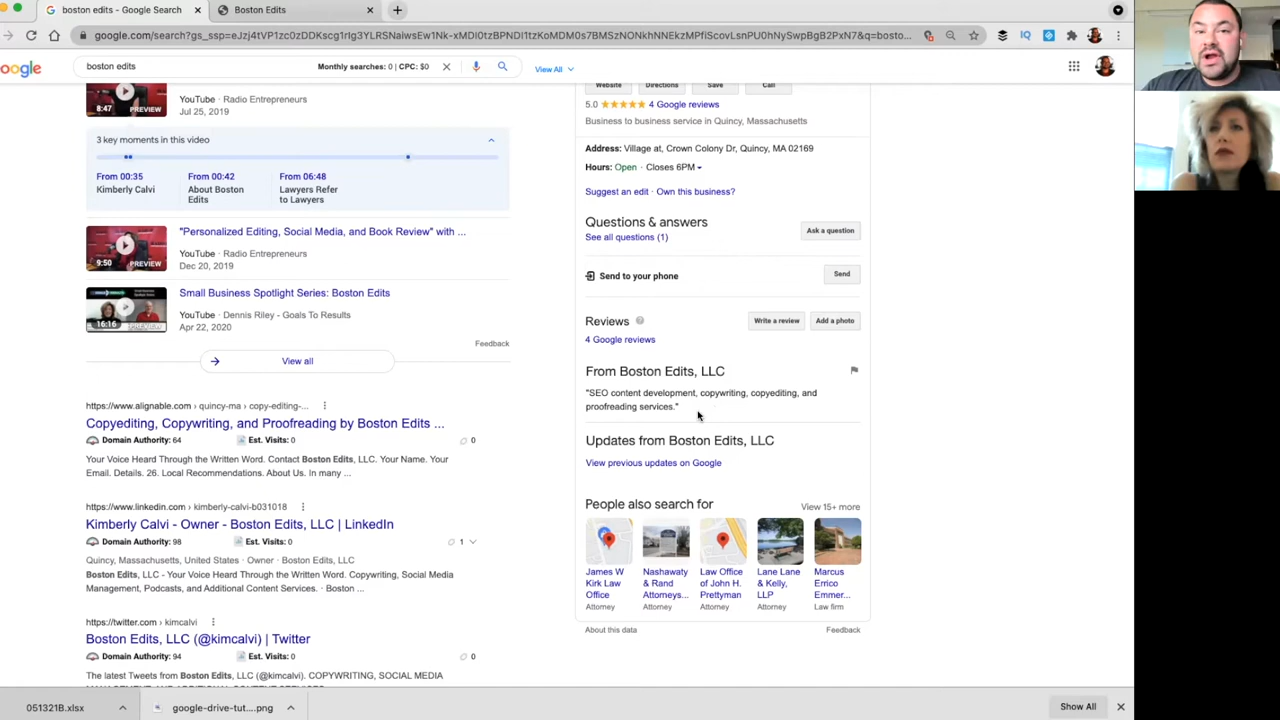 boston edits - Google Search
Boston Edits
google.com/search?gs_ssp=eJzj4tVP1zc0zDDKscg1rIg3YLRSNaiwsEw1Nk-xMDI0tzBPNDI1tzKoMDM0s7BMSzNONkhNNEkzMPfiScovLsnPU0hNySwpBgB2PxN7&q=bosto...
oogle
boston edits
Monthly searches: 0 | CPC: $0
View All
8:47
PREVIEW
YouTube · Radio Entrepreneurs
Jul 25, 2019
3 key moments in this video
From 00:35
Kimberly Calvi
From 00:42
About Boston
Edits
From 06:48
Lawyers Refer
to Lawyers
9:50
PREVIEW
"Personalized Editing, Social Media, and Book Review" with ...
YouTube · Radio Entrepreneurs
Dec 20, 2019
16:16
PREVIEW
Small Business Spotlight Series: Boston Edits
YouTube · Dennis Riley - Goals To Results
Apr 22, 2020
Feedback
View all
https://www.alignable.com › quincy-ma › copy-editing-...
Copyediting, Copywriting, and Proofreading by Boston Edits ...
Domain Authority: 64 Est. Visits: 0 0
Your Voice Heard Through the Written Word. Contact Boston Edits, LLC. Your Name. Your
Email. Details. 26. Local Recommendations. About Us. In many ...
https://www.linkedin.com › kimberly-calvi-b031018
Kimberly Calvi - Owner - Boston Edits, LLC | LinkedIn
Domain Authority: 98 Est. Visits: 0 1
Quincy, Massachusetts, United States · Owner · Boston Edits, LLC
Boston Edits, LLC - Your Voice Heard Through the Written Word. Copywriting, Social Media
Management, Podcasts, and Additional Content Services. · Boston ...
https://twitter.com › kimcalvi
Boston Edits, LLC (@kimcalvi) | Twitter
Domain Authority: 94 Est. Visits: 0 0
The latest Tweets from Boston Edits, LLC (@kimcalvi). COPYWRITING, SOCIAL MEDIA
Website Directions Save Call
5.0 4 Google reviews
Business to business service in Quincy, Massachusetts
Address: Village at, Crown Colony Dr, Quincy, MA 02169
Hours: Open · Closes 6PM
Suggest an edit · Own this business?
Questions & answers
See all questions (1)
Ask a question
Send to your phone
Send
Reviews
Write a review
Add a photo
4 Google reviews
From Boston Edits, LLC
"SEO content development, copywriting, copyediting, and
proofreading services."
Updates from Boston Edits, LLC
View previous updates on Google
People also search for
View 15+ more
James W
Kirk Law
Office
Attorney
Nashawaty
& Rand
Attorneys...
Attorney
Law Office
of John H.
Prettyman
Attorney
Lane Lane
& Kelly,
LLP
Attorney
Marcus
Errico
Emmer...
Law firm
About this data
Feedback
051321B.xlsx
google-drive-tut....png
Show All